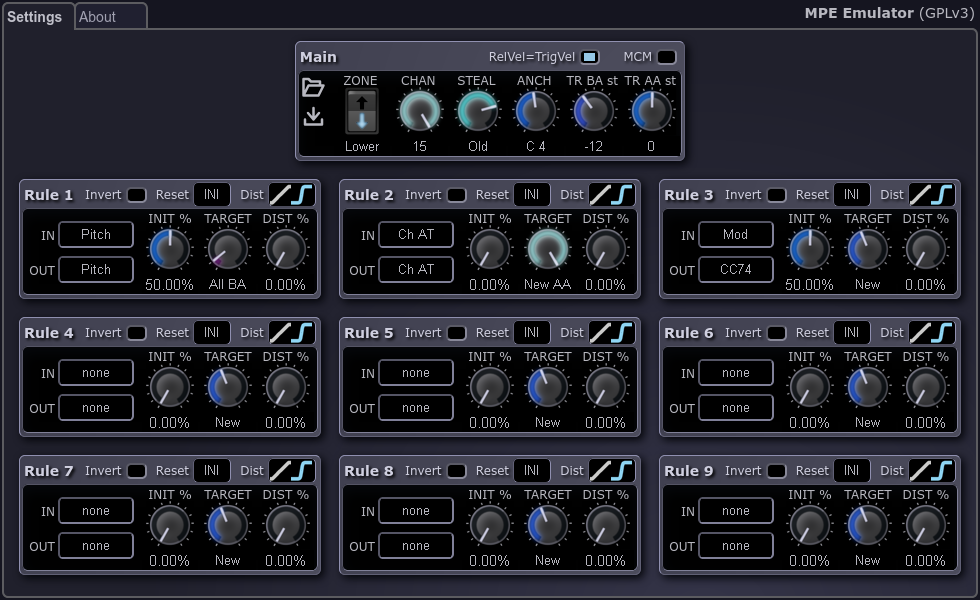 Settings About MPE Emulator (GPLv3)
Main RelVel=TrigVel MCM
ZONE CHAN STEAL ANCH TR BA st TR AA st
Lower 15 Old C 4 -12 0
Rule 1 Invert Reset INI Dist
INIT % TARGET DIST %
IN Pitch
OUT Pitch
50.00% All BA 0.00%
Rule 2 Invert Reset INI Dist
INIT % TARGET DIST %
IN Ch AT
OUT Ch AT
0.00% New AA 0.00%
Rule 3 Invert Reset INI Dist
INIT % TARGET DIST %
IN Mod
OUT CC74
50.00% New 0.00%
Rule 4 Invert Reset INI Dist
INIT % TARGET DIST %
IN none
OUT none
0.00% New 0.00%
Rule 5 Invert Reset INI Dist
INIT % TARGET DIST %
IN none
OUT none
0.00% New 0.00%
Rule 6 Invert Reset INI Dist
INIT % TARGET DIST %
IN none
OUT none
0.00% New 0.00%
Rule 7 Invert Reset INI Dist
INIT % TARGET DIST %
IN none
OUT none
0.00% New 0.00%
Rule 8 Invert Reset INI Dist
INIT % TARGET DIST %
IN none
OUT none
0.00% New 0.00%
Rule 9 Invert Reset INI Dist
INIT % TARGET DIST %
IN none
OUT none
0.00% New 0.00%